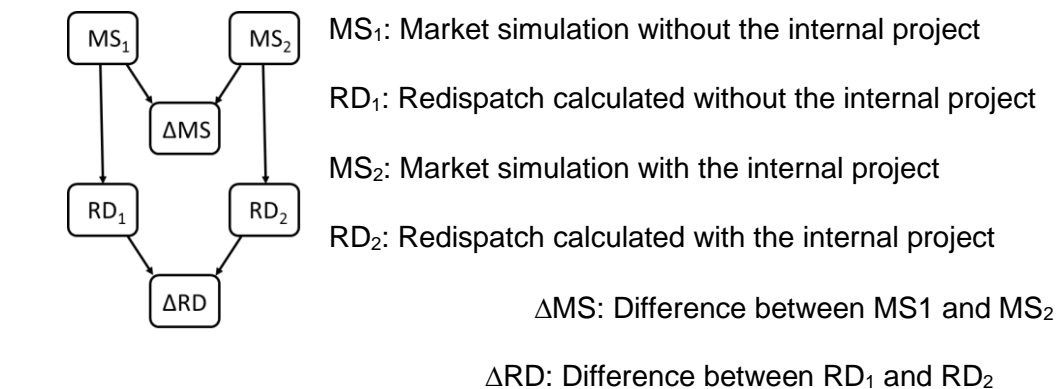 MS₁ MS₂
ΔMS
RD₁ RD₂
ΔRD
MS₁: Market simulation without the internal project
RD₁: Redispatch calculated without the internal project
MS₂: Market simulation with the internal project
RD₂: Redispatch calculated with the internal project
ΔMS: Difference between MS1 and MS₂
ΔRD: Difference between RD₁ and RD₂